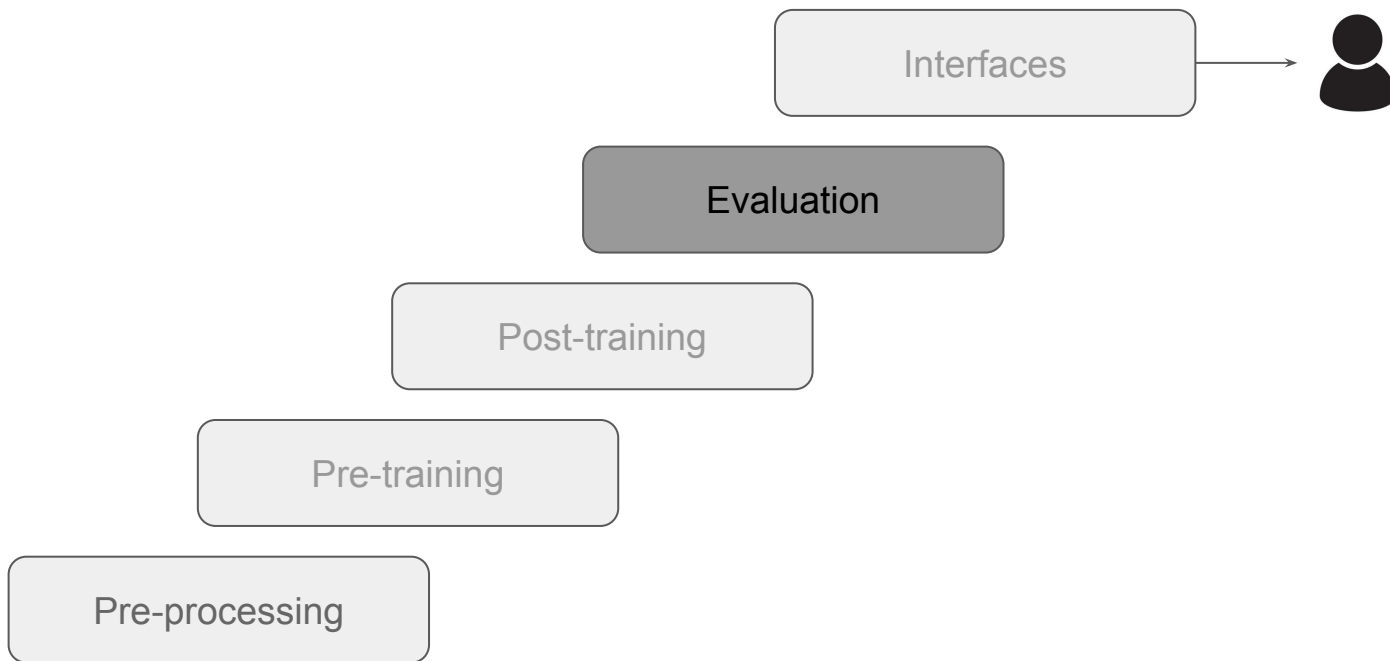 Interfaces
Evaluation
Post-training
Pre-training
Pre-processing